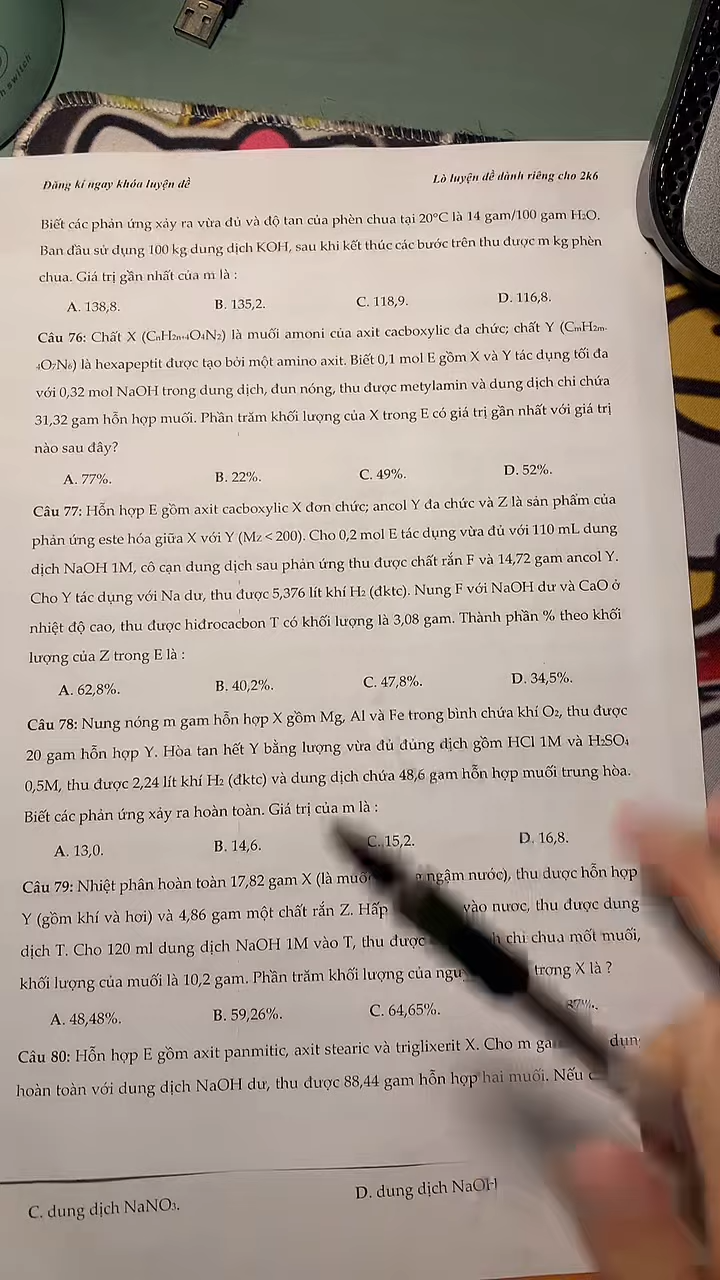 h switch
Đăng kí ngay khóa luyện đề
Lò luyện đề dành riêng cho 2k6
Biết các phản ứng xảy ra vừa đủ và độ tan của phèn chua tại 20°C là 14 gam/100 gam H₂O.
Ban đầu sử dụng 100 kg dung dịch KOH, sau khi kết thúc các bước trên thu được m kg phèn
chua. Giá trị gần nhất của m là :
A. 138,8. B. 135,2. C. 118,9. D. 116,8.
Câu 76: Chất X (CₙH₂ₙ₊₄O₄N₂) là muối amoni của axit cacboxylic đa chức; chất Y (CₘH₂ₘ₋
₄O₇N₆) là hexapeptit được tạo bởi một amino axit. Biết 0,1 mol E gồm X và Y tác dụng tối đa
với 0,32 mol NaOH trong dung dịch, đun nóng, thu được metylamin và dung dịch chỉ chứa
31,32 gam hỗn hợp muối. Phần trăm khối lượng của X trong E có giá trị gần nhất với giá trị
nào sau đây?
A. 77%. B. 22%. C. 49%. D. 52%.
Câu 77: Hỗn hợp E gồm axit cacboxylic X đơn chức; ancol Y đa chức và Z là sản phẩm của
phản ứng este hóa giữa X với Y (Mz < 200). Cho 0,2 mol E tác dụng vừa đủ với 110 mL dung
dịch NaOH 1M, cô cạn dung dịch sau phản ứng thu được chất rắn F và 14,72 gam ancol Y.
Cho Y tác dụng với Na dư, thu được 5,376 lít khí H₂ (đktc). Nung F với NaOH dư và CaO ở
nhiệt độ cao, thu được hiđrocacbon T có khối lượng là 3,08 gam. Thành phần % theo khối
lượng của Z trong E là :
A. 62,8%. B. 40,2%. C. 47,8%. D. 34,5%.
Câu 78: Nung nóng m gam hỗn hợp X gồm Mg, Al và Fe trong bình chứa khí O₂, thu được
20 gam hỗn hợp Y. Hòa tan hết Y bằng lượng vừa đủ đủng dịch gồm HCl 1M và H₂SO₄
0,5M, thu được 2,24 lít khí H₂ (đktc) và dung dịch chứa 48,6 gam hỗn hợp muối trung hòa.
Biết các phản ứng xảy ra hoàn toàn. Giá trị của m là :
A. 13,0. B. 14,6. C. 15,2. D. 16,8.
Câu 79: Nhiệt phân hoàn toàn 17,82 gam X (là ngậm nước), thu được hỗn hợp
Y (gồm khí và hơi) và 4,86 gam một chất rắn Z. Hấp vào nước, thu được dung
dịch T. Cho 120 ml dung dịch NaOH 1M vào T, thu được chỉ chứa một muối,
khối lượng của muối là 10,2 gam. Phần trăm khối lượng của trong X là ?
A. 48,48%. B. 59,26%. C. 64,65%.
Câu 80: Hỗn hợp E gồm axit panmitic, axit stearic và triglixerit X. Cho m
hoàn toàn với dung dịch NaOH dư, thu được 88,44 gam hỗn hợp hai muối. Nếu
C. dung dịch NaNO₃. D. dung dịch NaOH